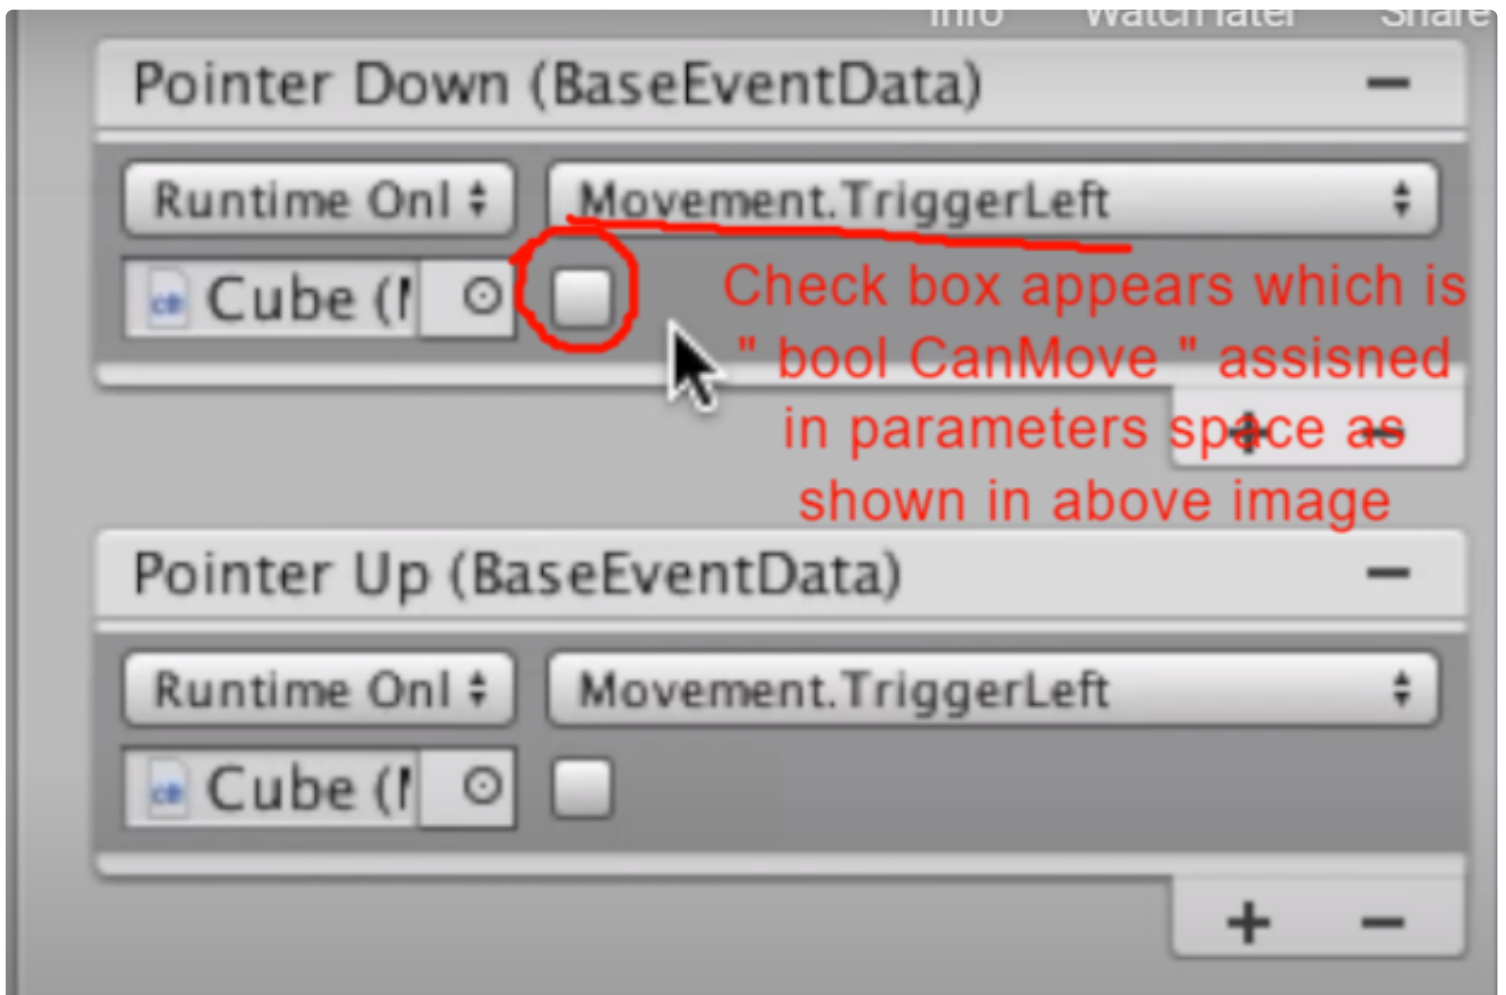 Info Watch later Share
Pointer Down (BaseEventData)
Runtime Onl Movement.TriggerLeft
Cube (
Check box appears which is
" bool CanMove " assisned
in parameters space as
shown in above image
Pointer Up (BaseEventData)
Runtime Onl Movement.TriggerLeft
Cube (